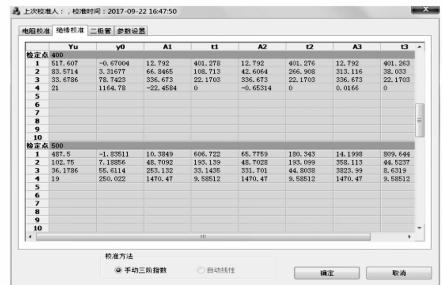 上次校准人：，校准时间：2017-09-22 16:47:50
电阻校准 绝缘校准 二极管 参数设置
Yu y0 A1 t1 A2 t2 A3 t3
检定点 400
1 517.607 -0.67004 12.792 401.278 12.792 401.276 12.792 401.263
2 83.5714 3.31677 66.8465 108.713 42.6064 266.908 313.116 38.033
3 33.6786 78.7423 336.673 22.1703 336.673 22.1703 336.673 22.1703
4 21 1164.78 -22.4584 0 -0.65314 0 0.0166 0
5
6
7
8
9
10
检定点 500
1 487.5 -1.83511 10.3849 606.722 65.7759 180.343 14.1998 809.644
2 102.75 7.18856 48.7092 193.139 48.7028 193.099 358.113 44.5237
3 36.1786 55.6114 253.132 33.1435 331.701 44.8038 3823.99 8.6319
4 19 250.022 1470.47 9.58512 1470.47 9.58512 1470.47 9.58512
5
6
7
8
9
10
校准方法
手动三阶指数 自动线性
确定 取消